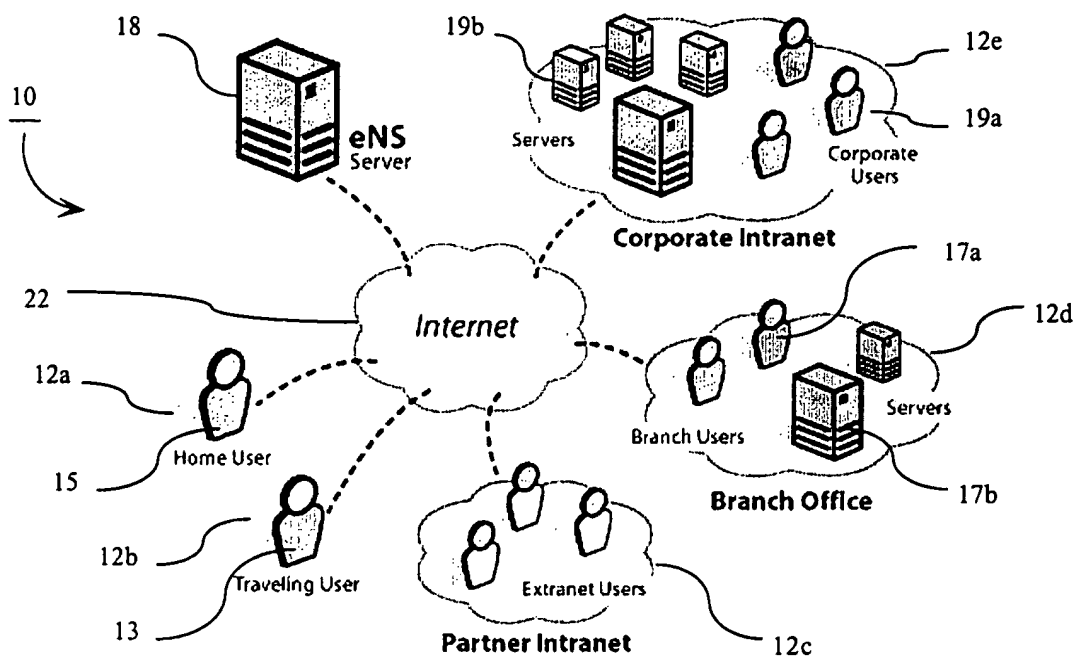 18
19b
12e
10
eNS
Server
Servers
19a
Corporate
Users
Corporate Intranet
17a
22
Internet
12d
12a
Servers
Branch Users
15
Home User
Branch Office
17b
12b
Traveling User
Extranet Users
13
Partner Intranet
12c